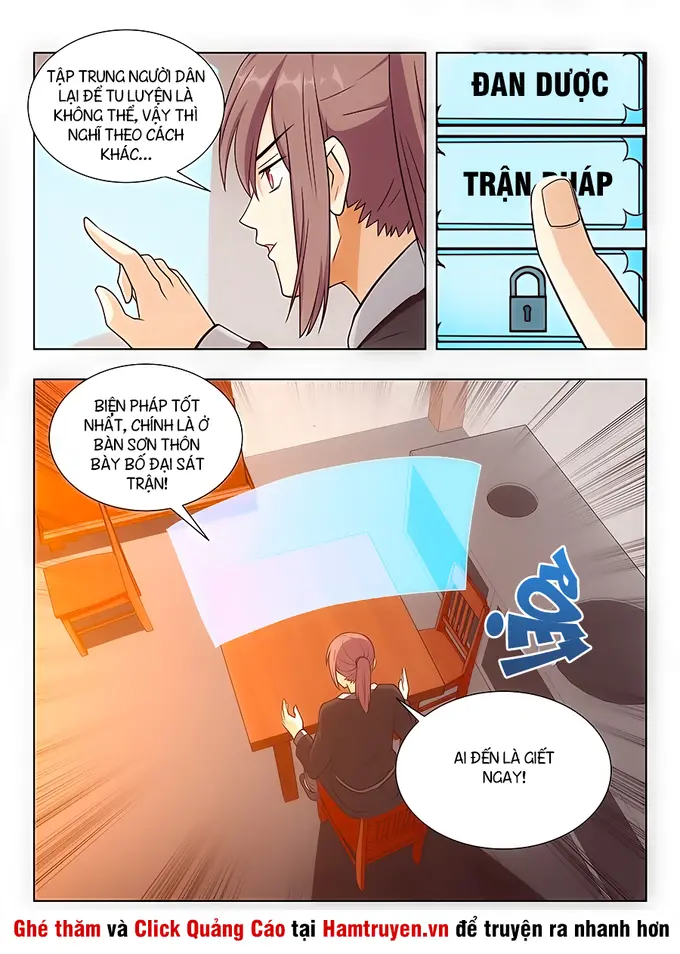 TẬP TRUNG NGƯỜI DÂN
LẠI ĐỂ TU LUYỆN LÀ
KHÔNG THỂ, VẬY THÌ
NGHĨ THEO CÁCH
KHÁC...
ĐAN DƯỢC
TRẬN PHÁP
BIỆN PHÁP TỐT
NHẤT, CHÍNH LÀ Ở
BÀN SƠN THÔN
BÀY BỐ ĐẠI SÁT
TRẬN!
ROẸT
AI ĐẾN LÀ GIẾT
NGAY!
Ghé thăm và Click Quảng Cáo tại Hamtruyen.vn để truyện ra nhanh hơn